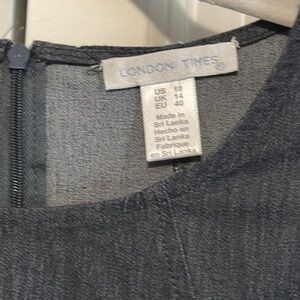 LONDON TIMES®
US 10
UK 14
EU 40
Made in
Sri Lanka
Hecho en
Sri Lanka
Fabrique
en Sri Lanka